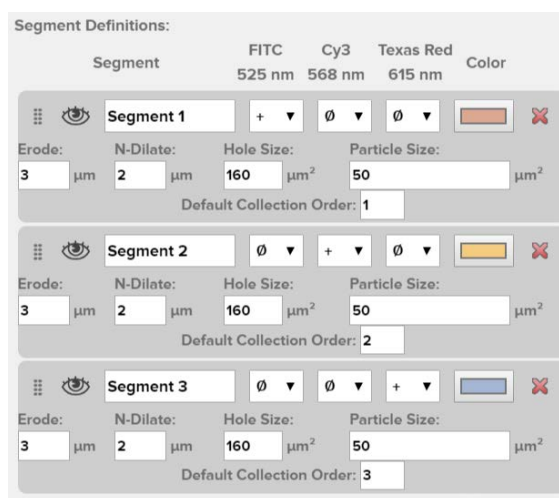 Segment Definitions:
Segment FITC 525 nm Cy3 568 nm Texas Red 615 nm Color
Segment 1 + ▼ Ø ▼ Ø ▼
Erode: N-Dilate: Hole Size: Particle Size:
3 µm 2 µm 160 µm² 50 µm²
Default Collection Order: 1
Segment 2 Ø ▼ + ▼ Ø ▼
Erode: N-Dilate: Hole Size: Particle Size:
3 µm 2 µm 160 µm² 50 µm²
Default Collection Order: 2
Segment 3 Ø ▼ Ø ▼ + ▼
Erode: N-Dilate: Hole Size: Particle Size:
3 µm 2 µm 160 µm² 50 µm²
Default Collection Order: 3